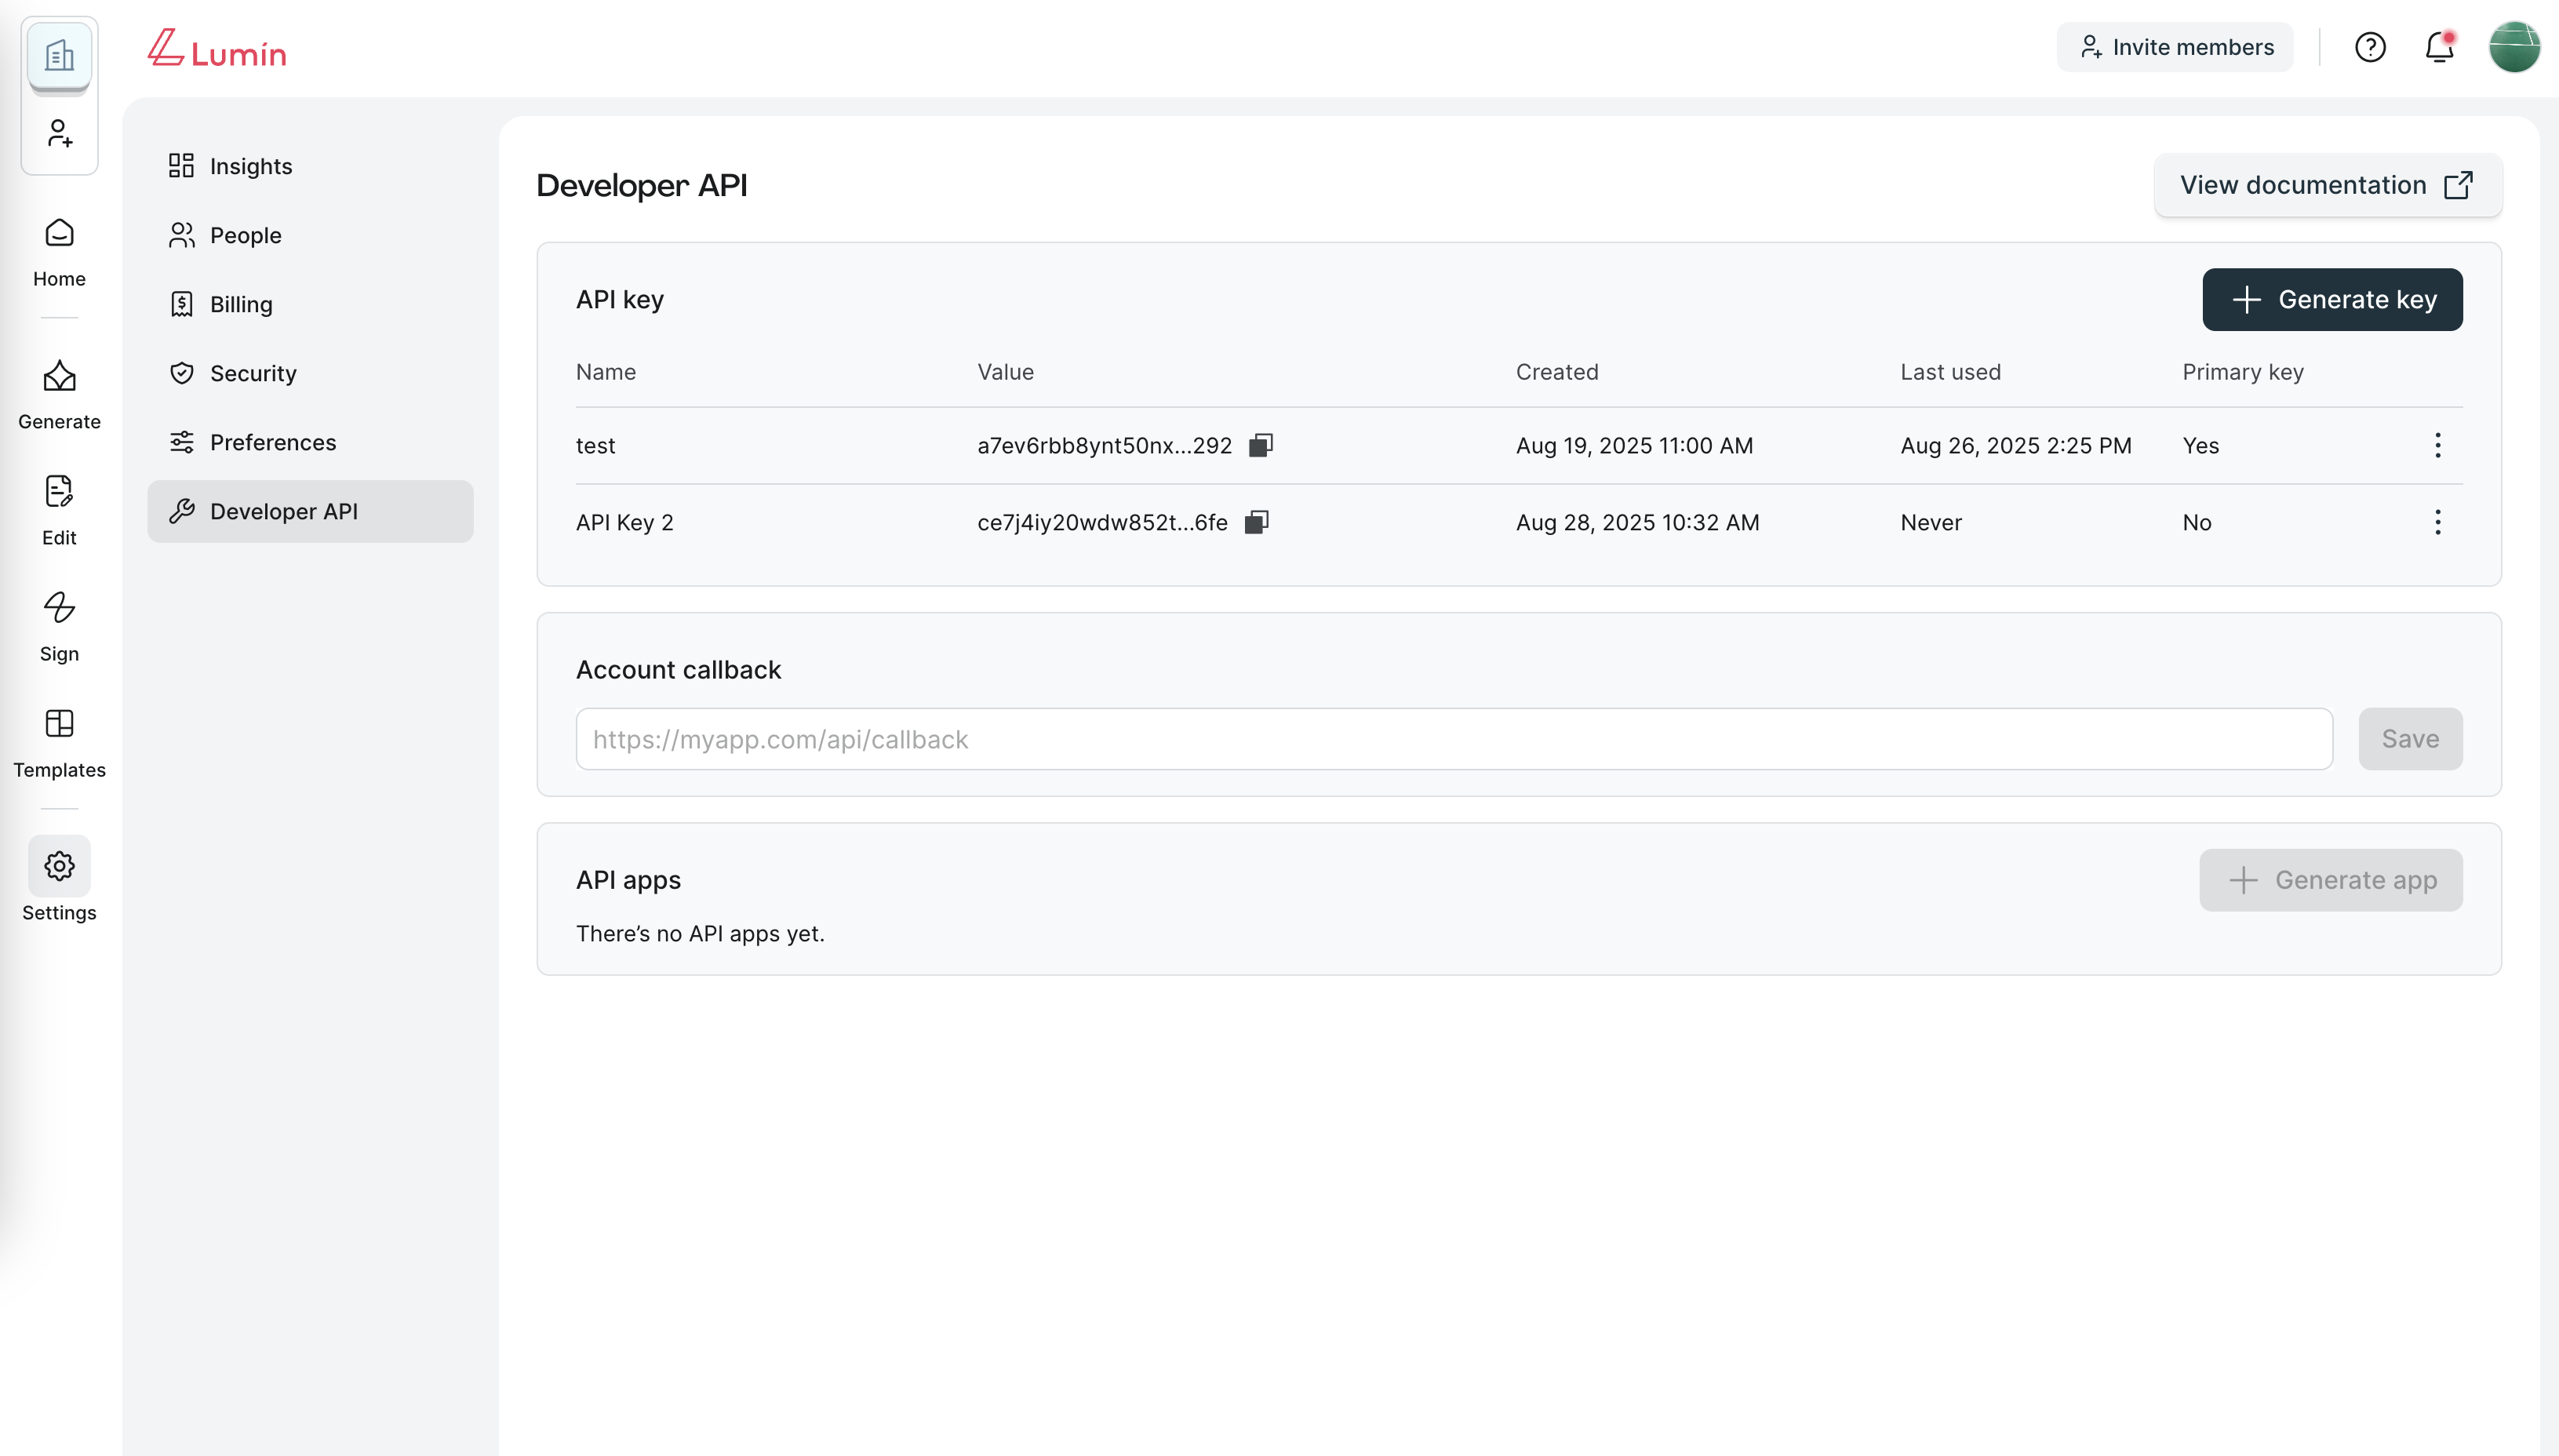 Lumin
Invite members
Home
Generate
Edit
Sign
Templates
Settings
Insights
People
Billing
Security
Preferences
Developer API
Developer API
View documentation
API key
Generate key
Name Value Created Last used Primary key
test a7ev6rbb8ynt50nx...292 Aug 19, 2025 11:00 AM Aug 26, 2025 2:25 PM Yes
API Key 2 ce7j4iy20wdw852t...6fe Aug 28, 2025 10:32 AM Never No
Account callback
https://myapp.com/api/callback
Save
API apps
Generate app
There’s no API apps yet.